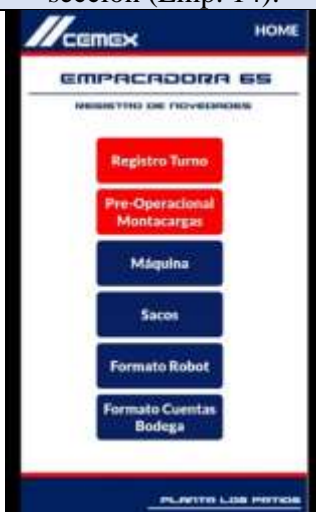 sección (Emp. 14).
CEMEX
HOME
EMPACADORA 65
REGISTRO DE NOVEDADES
Registro Turno
Pre-Operacional
Montacargas
Máquina
Sacos
Formato Robot
Formato Cuentas
Bodega
PLANTA LOS PATIOS